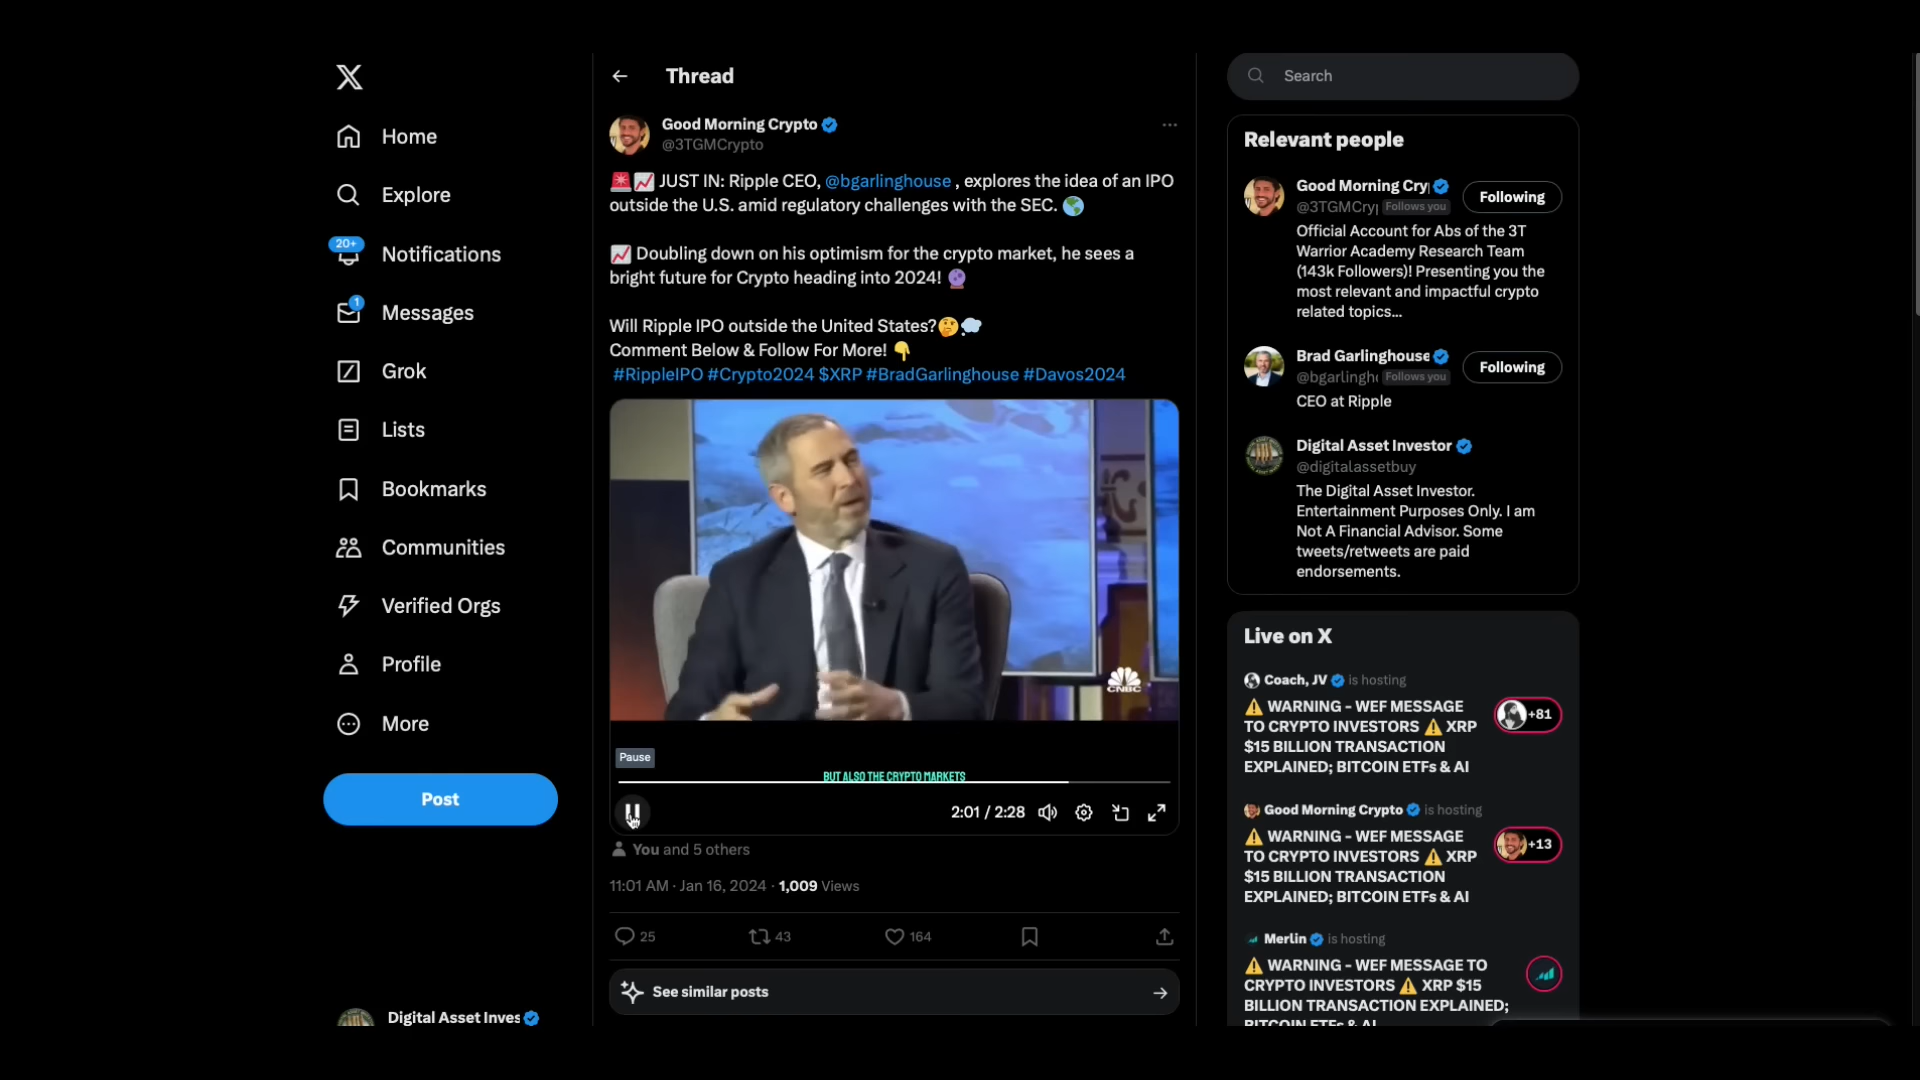 Home
Explore
20+
Notifications
1
Messages
Grok
Lists
Bookmarks
Communities
Verified Orgs
Profile
More
Post
Digital Asset Inves
Thread
Good Morning Crypto
@3TGMCrypto
JUST IN: Ripple CEO, @bgarlinghouse , explores the idea of an IPO
outside the U.S. amid regulatory challenges with the SEC.
Doubling down on his optimism for the crypto market, he sees a
bright future for Crypto heading into 2024!
Will Ripple IPO outside the United States?
Comment Below & Follow For More!
#RippleIPO #Crypto2024 $XRP #BradGarlinghouse #Davos2024
CNBC
Pause
BUT ALSO THE CRYPTO MARKETS
2:01 / 2:28
You and 5 others
11:01 AM · Jan 16, 2024 · 1,009 Views
25
43
164
See similar posts
Search
Relevant people
Good Morning Cry
Following
@3TGMCry
Follows you
Official Account for Abs of the 3T
Warrior Academy Research Team
(143k Followers)! Presenting you the
most relevant and impactful crypto
related topics...
Brad Garlinghouse
Following
@bgarlingh
Follows you
CEO at Ripple
Digital Asset Investor
@digitalassetbuy
The Digital Asset Investor.
Entertainment Purposes Only. I am
Not A Financial Advisor. Some
tweets/retweets are paid
endorsements.
Live on X
Coach, JV is hosting
WARNING - WEF MESSAGE
TO CRYPTO INVESTORS XRP
$15 BILLION TRANSACTION
EXPLAINED; BITCOIN ETFs & AI
+81
Good Morning Crypto is hosting
WARNING - WEF MESSAGE
TO CRYPTO INVESTORS XRP
$15 BILLION TRANSACTION
EXPLAINED; BITCOIN ETFs & AI
+13
Merlin is hosting
WARNING - WEF MESSAGE TO
CRYPTO INVESTORS XRP $15
BILLION TRANSACTION EXPLAINED;
BITCOIN ETFs & AI